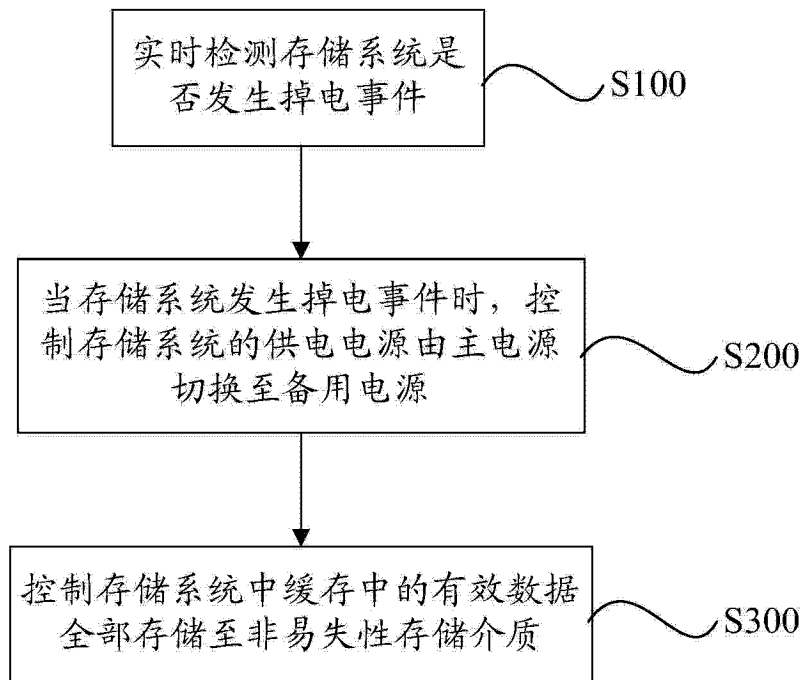 实时检测存储系统是
否发生掉电事件
S100
当存储系统发生掉电事件时，控
制存储系统的供电电源由主电源
切换至备用电源
S200
控制存储系统中缓存中的有效数据
全部存储至非易失性存储介质
S300